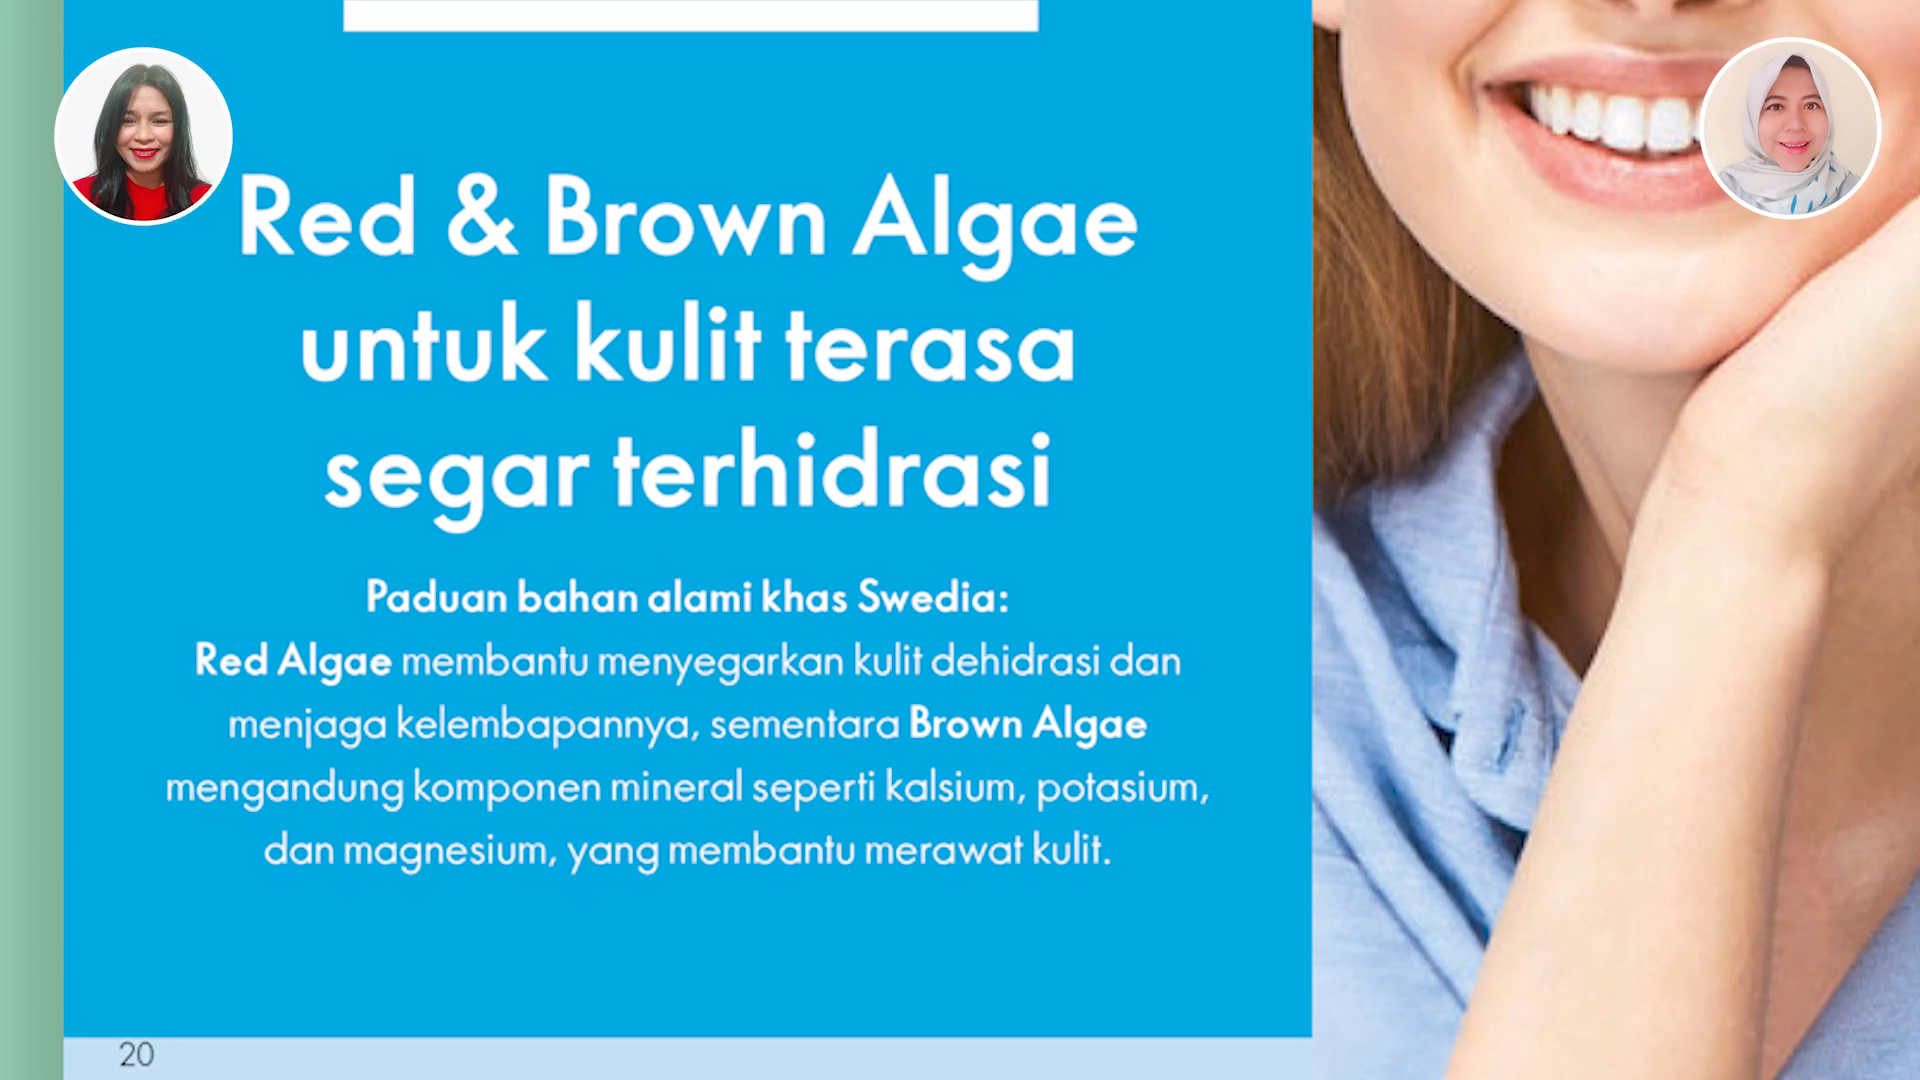 Red & Brown Algae
untuk kulit terasa
segar terhidrasi
Paduan bahan alami khas Swedia:
Red Algae membantu menyegarkan kulit dehidrasi dan
menjaga kelembapannya, sementara Brown Algae
mengandung komponen mineral seperti kalsium, potasium,
dan magnesium, yang membantu merawat kulit.
20